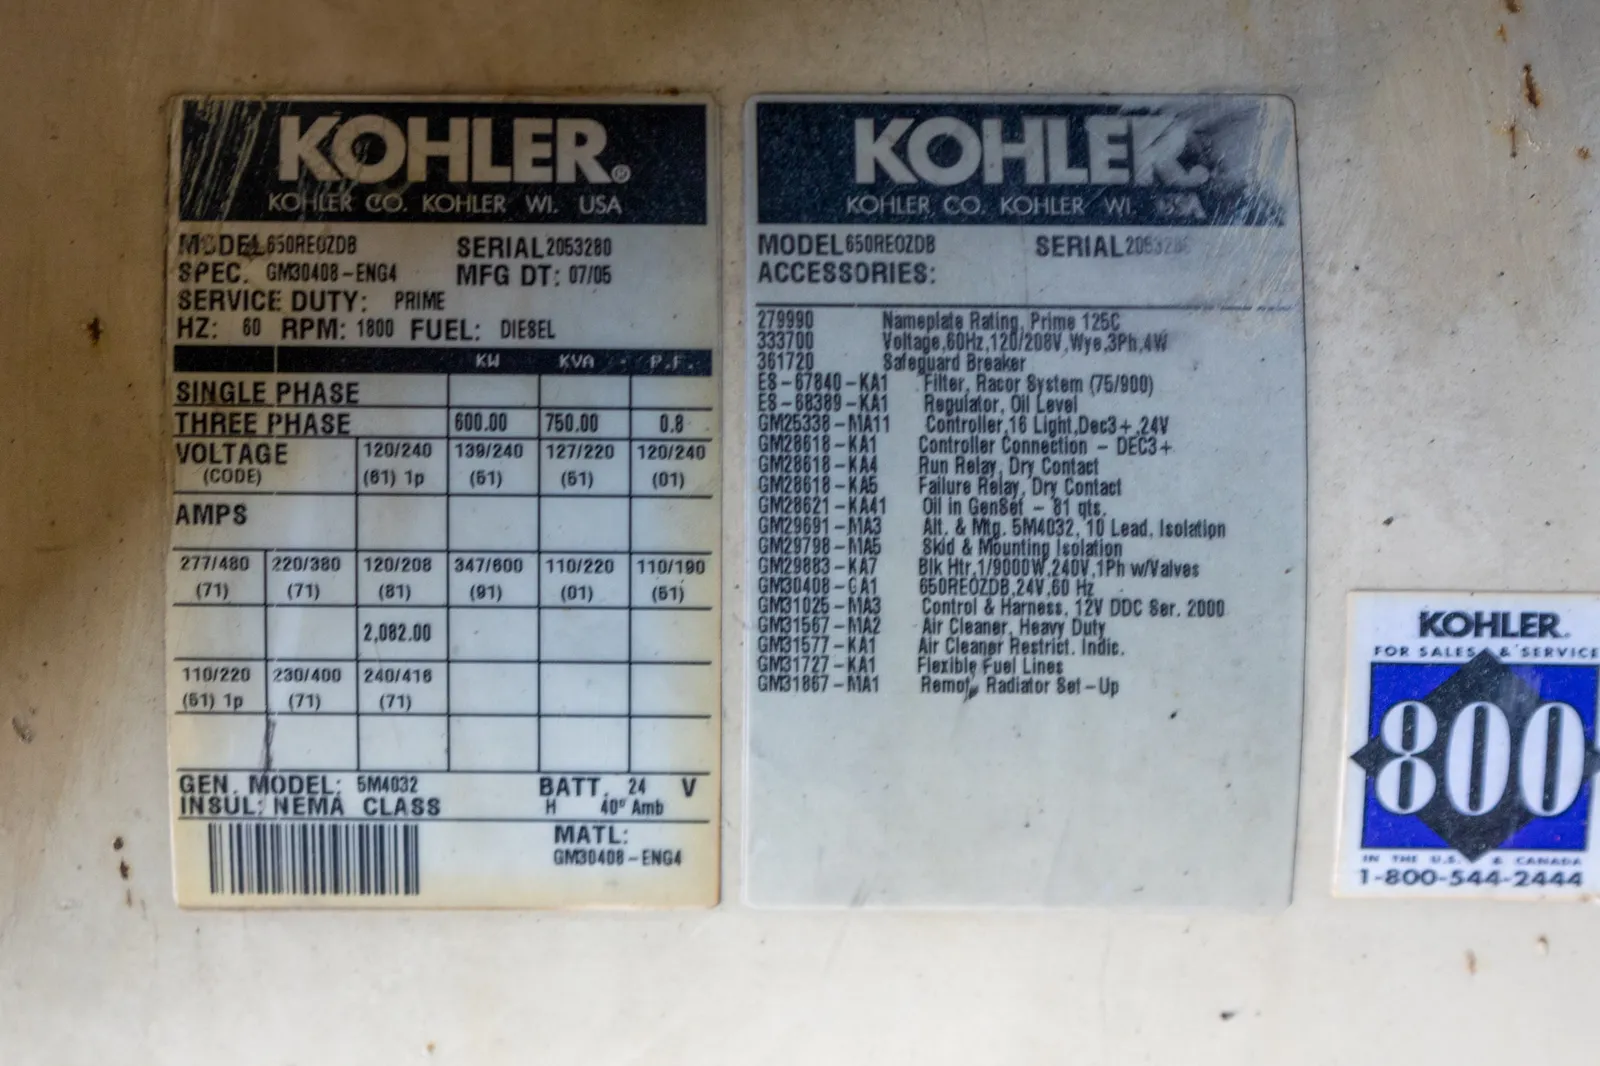 KOHLER®
KOHLER CO. KOHLER WI. USA
MODEL 650REOZDB SERIAL 2053280
SPEC. GM30408-ENG4 MFG DT: 07/05
SERVICE DUTY: PRIME
HZ: 60 RPM: 1800 FUEL: DIESEL
KW KVA P.F.
SINGLE PHASE
THREE PHASE 600.00 750.00 0.8
VOLTAGE 120/240 139/240 127/220 120/240
(CODE) (61) 1p (51) (51) (01)
AMPS
277/480 220/380 120/208 347/600 110/220 110/190
(71) (71) (81) (91) (01) (51)
2,082.00
110/220 230/400 240/416
(51) 1p (71) (71)
GEN. MODEL: 5M4032 BATT. 24 V
INSUL: NEMA CLASS H 40° Amb
MATL:
GM30408-ENG4
KOHLER
KOHLER CO. KOHLER WI. USA
MODEL 650REOZDB SERIAL 205328
ACCESSORIES:
279990 Nameplate Rating, Prime 125C
333700 Voltage,60Hz,120/208V,Wye,3Ph,4W
361720 Safeguard Breaker
ES-67840-KA1 Filter, Racor System (75/900)
ES-68389-KA1 Regulator, Oil Level
GM25338-MA11 Controller,16 Light,Dec3+,24V
GM28618-KA1 Controller Connection - DEC3+
GM28618-KA4 Run Relay, Dry Contact
GM28618-KA5 Failure Relay, Dry Contact
GM28621-KA41 Oil in GenSet - 81 qts.
GM29691-MA3 Alt. & Mtg. 5M4032, 10 Lead, Isolation
GM29798-MA5 Skid & Mounting Isolation
GM29883-KA7 Blk Htr,1/9000W,240V,1Ph w/Valves
GM30408-GA1 650REOZDB,24V,60 Hz
GM31025-MA3 Control & Harness, 12V DDC Ser. 2000
GM31567-MA2 Air Cleaner, Heavy Duty
GM31577-KA1 Air Cleaner Restrict. Indic.
GM31727-KA1 Flexible Fuel Lines
GM31867-MA1 Remote Radiator Set-Up
KOHLER.
FOR SALES & SERVICE
800
IN THE U.S. & CANADA
1-800-544-2444